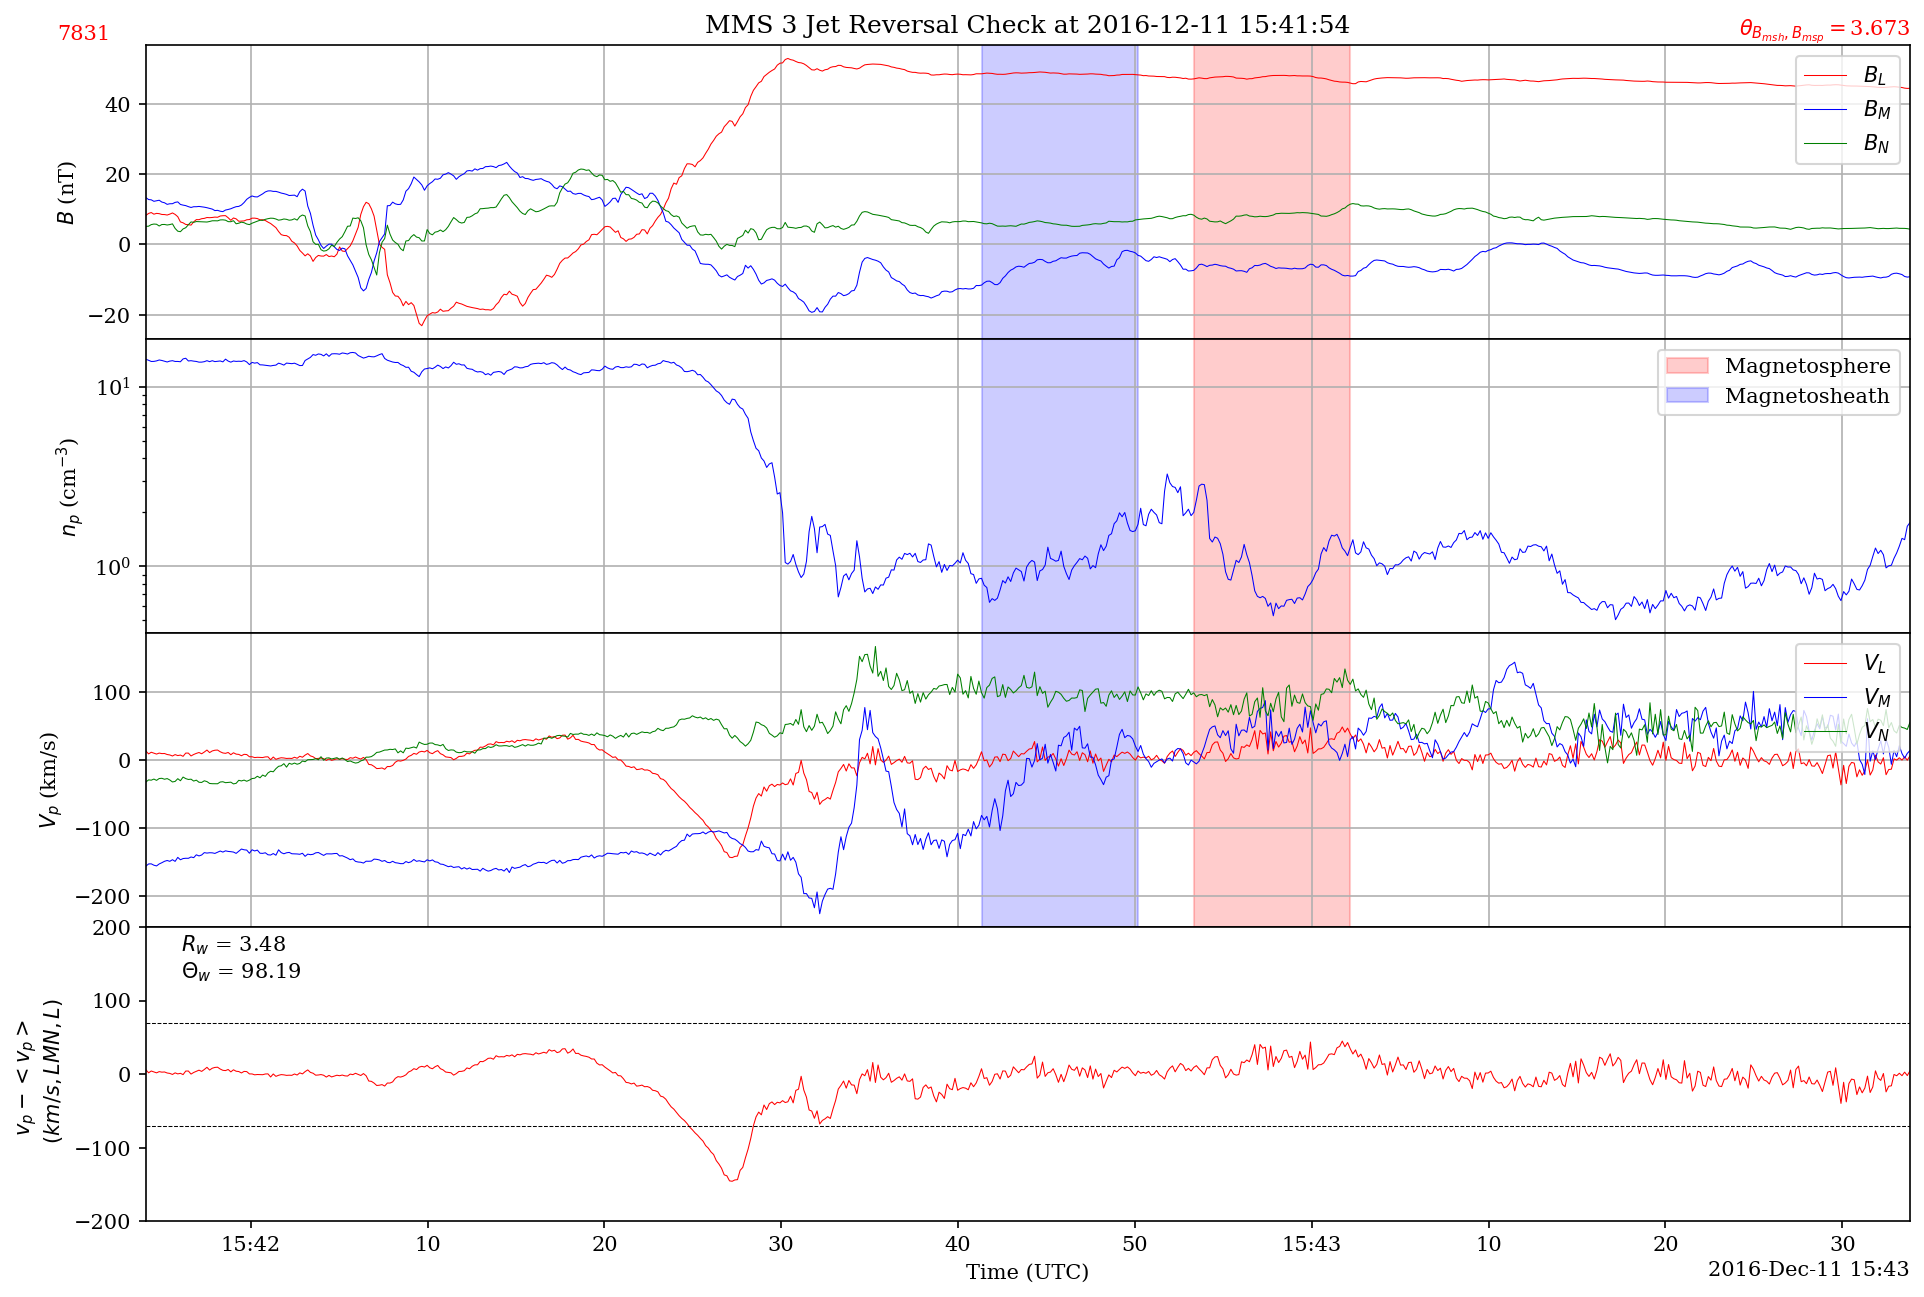 MMS 3 Jet Reversal Check at 2016-12-11 15:41:54
7831
θ_{B_{msh}, B_{msp}} = 3.673
B (nT)
40
20
0
−20
B_L
B_M
B_N
n_p (cm^{−3})
10^1
10^0
Magnetosphere
Magnetosheath
V_p (km/s)
100
0
−100
−200
V_L
V_M
V_N
v_p − < v_p >
(km/s, LMN, L)
200
100
0
−100
−200
R_w = 3.48
Θ_w = 98.19
15:42
10
20
30
40
50
15:43
10
20
30
Time (UTC)
2016-Dec-11 15:43